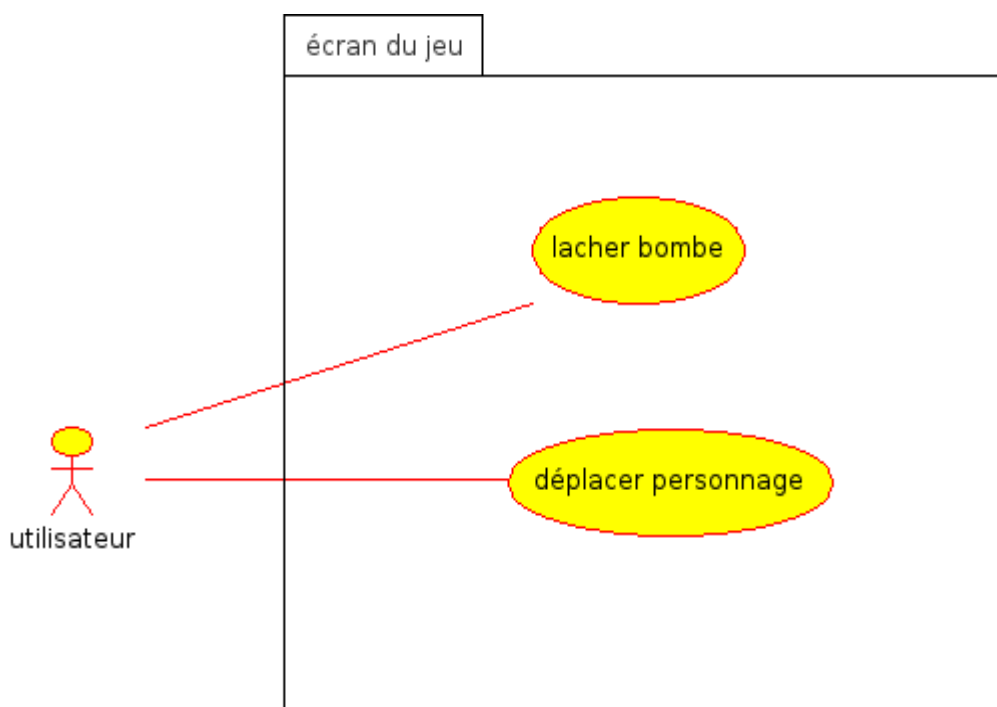 écran du jeu
lacher bombe
déplacer personnage
utilisateur